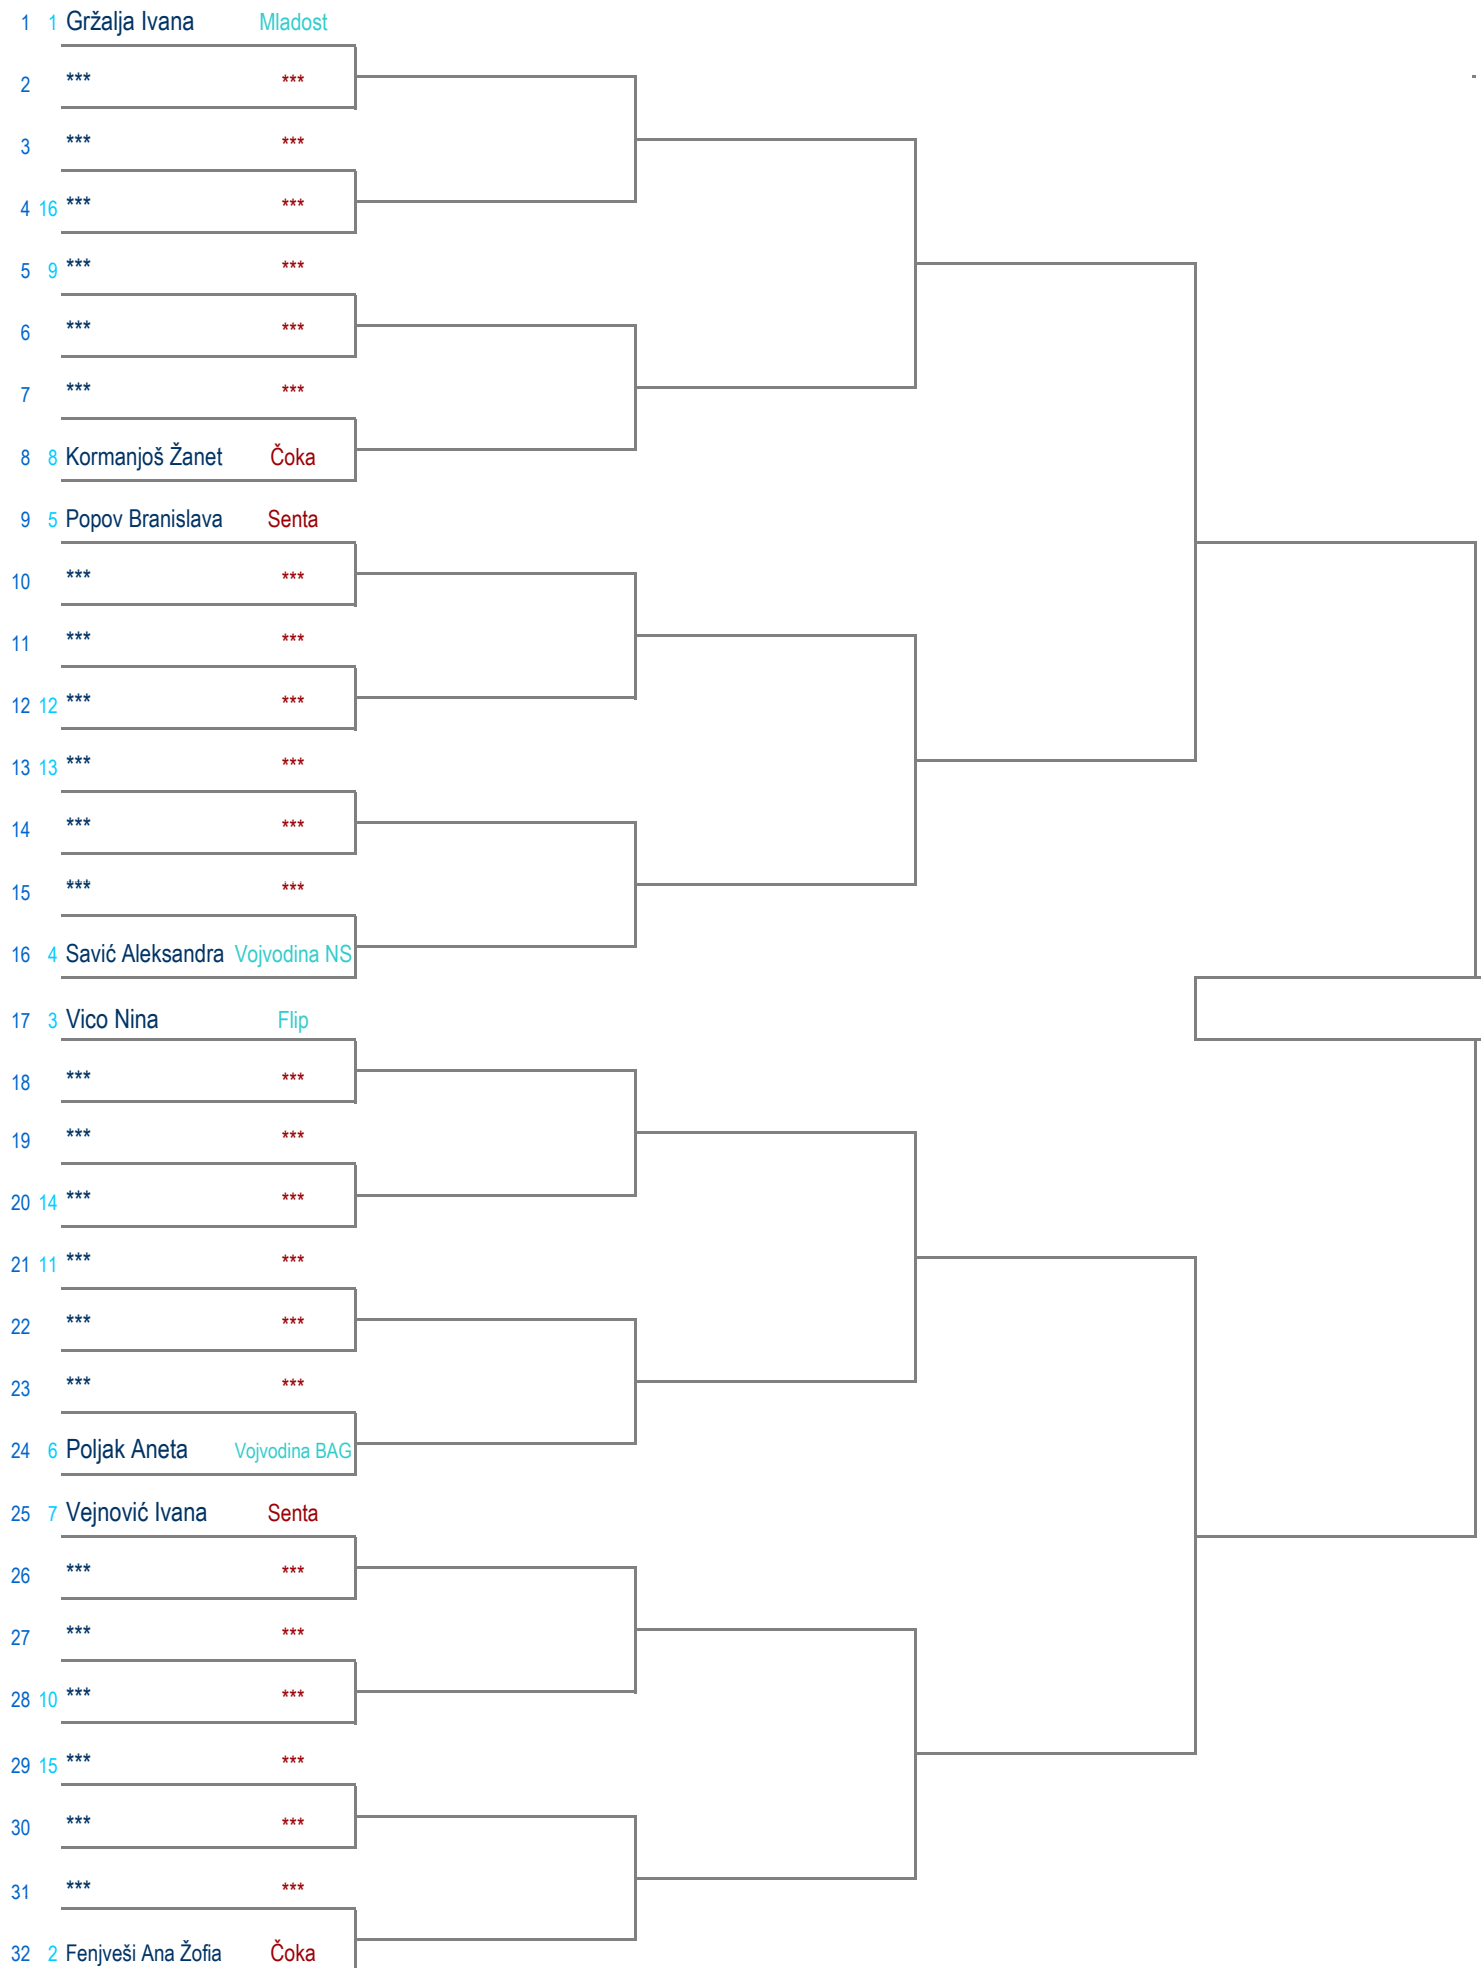 1 1 Gržalja Ivana Mladost
2 *** ***
3 *** ***
4 16 *** ***
5 9 *** ***
6 *** ***
7 *** ***
8 8 Kormanjoš Žanet Čoka
9 5 Popov Branislava Senta
10 *** ***
11 *** ***
12 12 *** ***
13 13 *** ***
14 *** ***
15 *** ***
16 4 Savić Aleksandra Vojvodina NS
17 3 Vico Nina Flip
18 *** ***
19 *** ***
20 14 *** ***
21 11 *** ***
22 *** ***
23 *** ***
24 6 Poljak Aneta Vojvodina BAG
25 7 Vejnović Ivana Senta
26 *** ***
27 *** ***
28 10 *** ***
29 15 *** ***
30 *** ***
31 *** ***
32 2 Fenjveši Ana Žofia Čoka